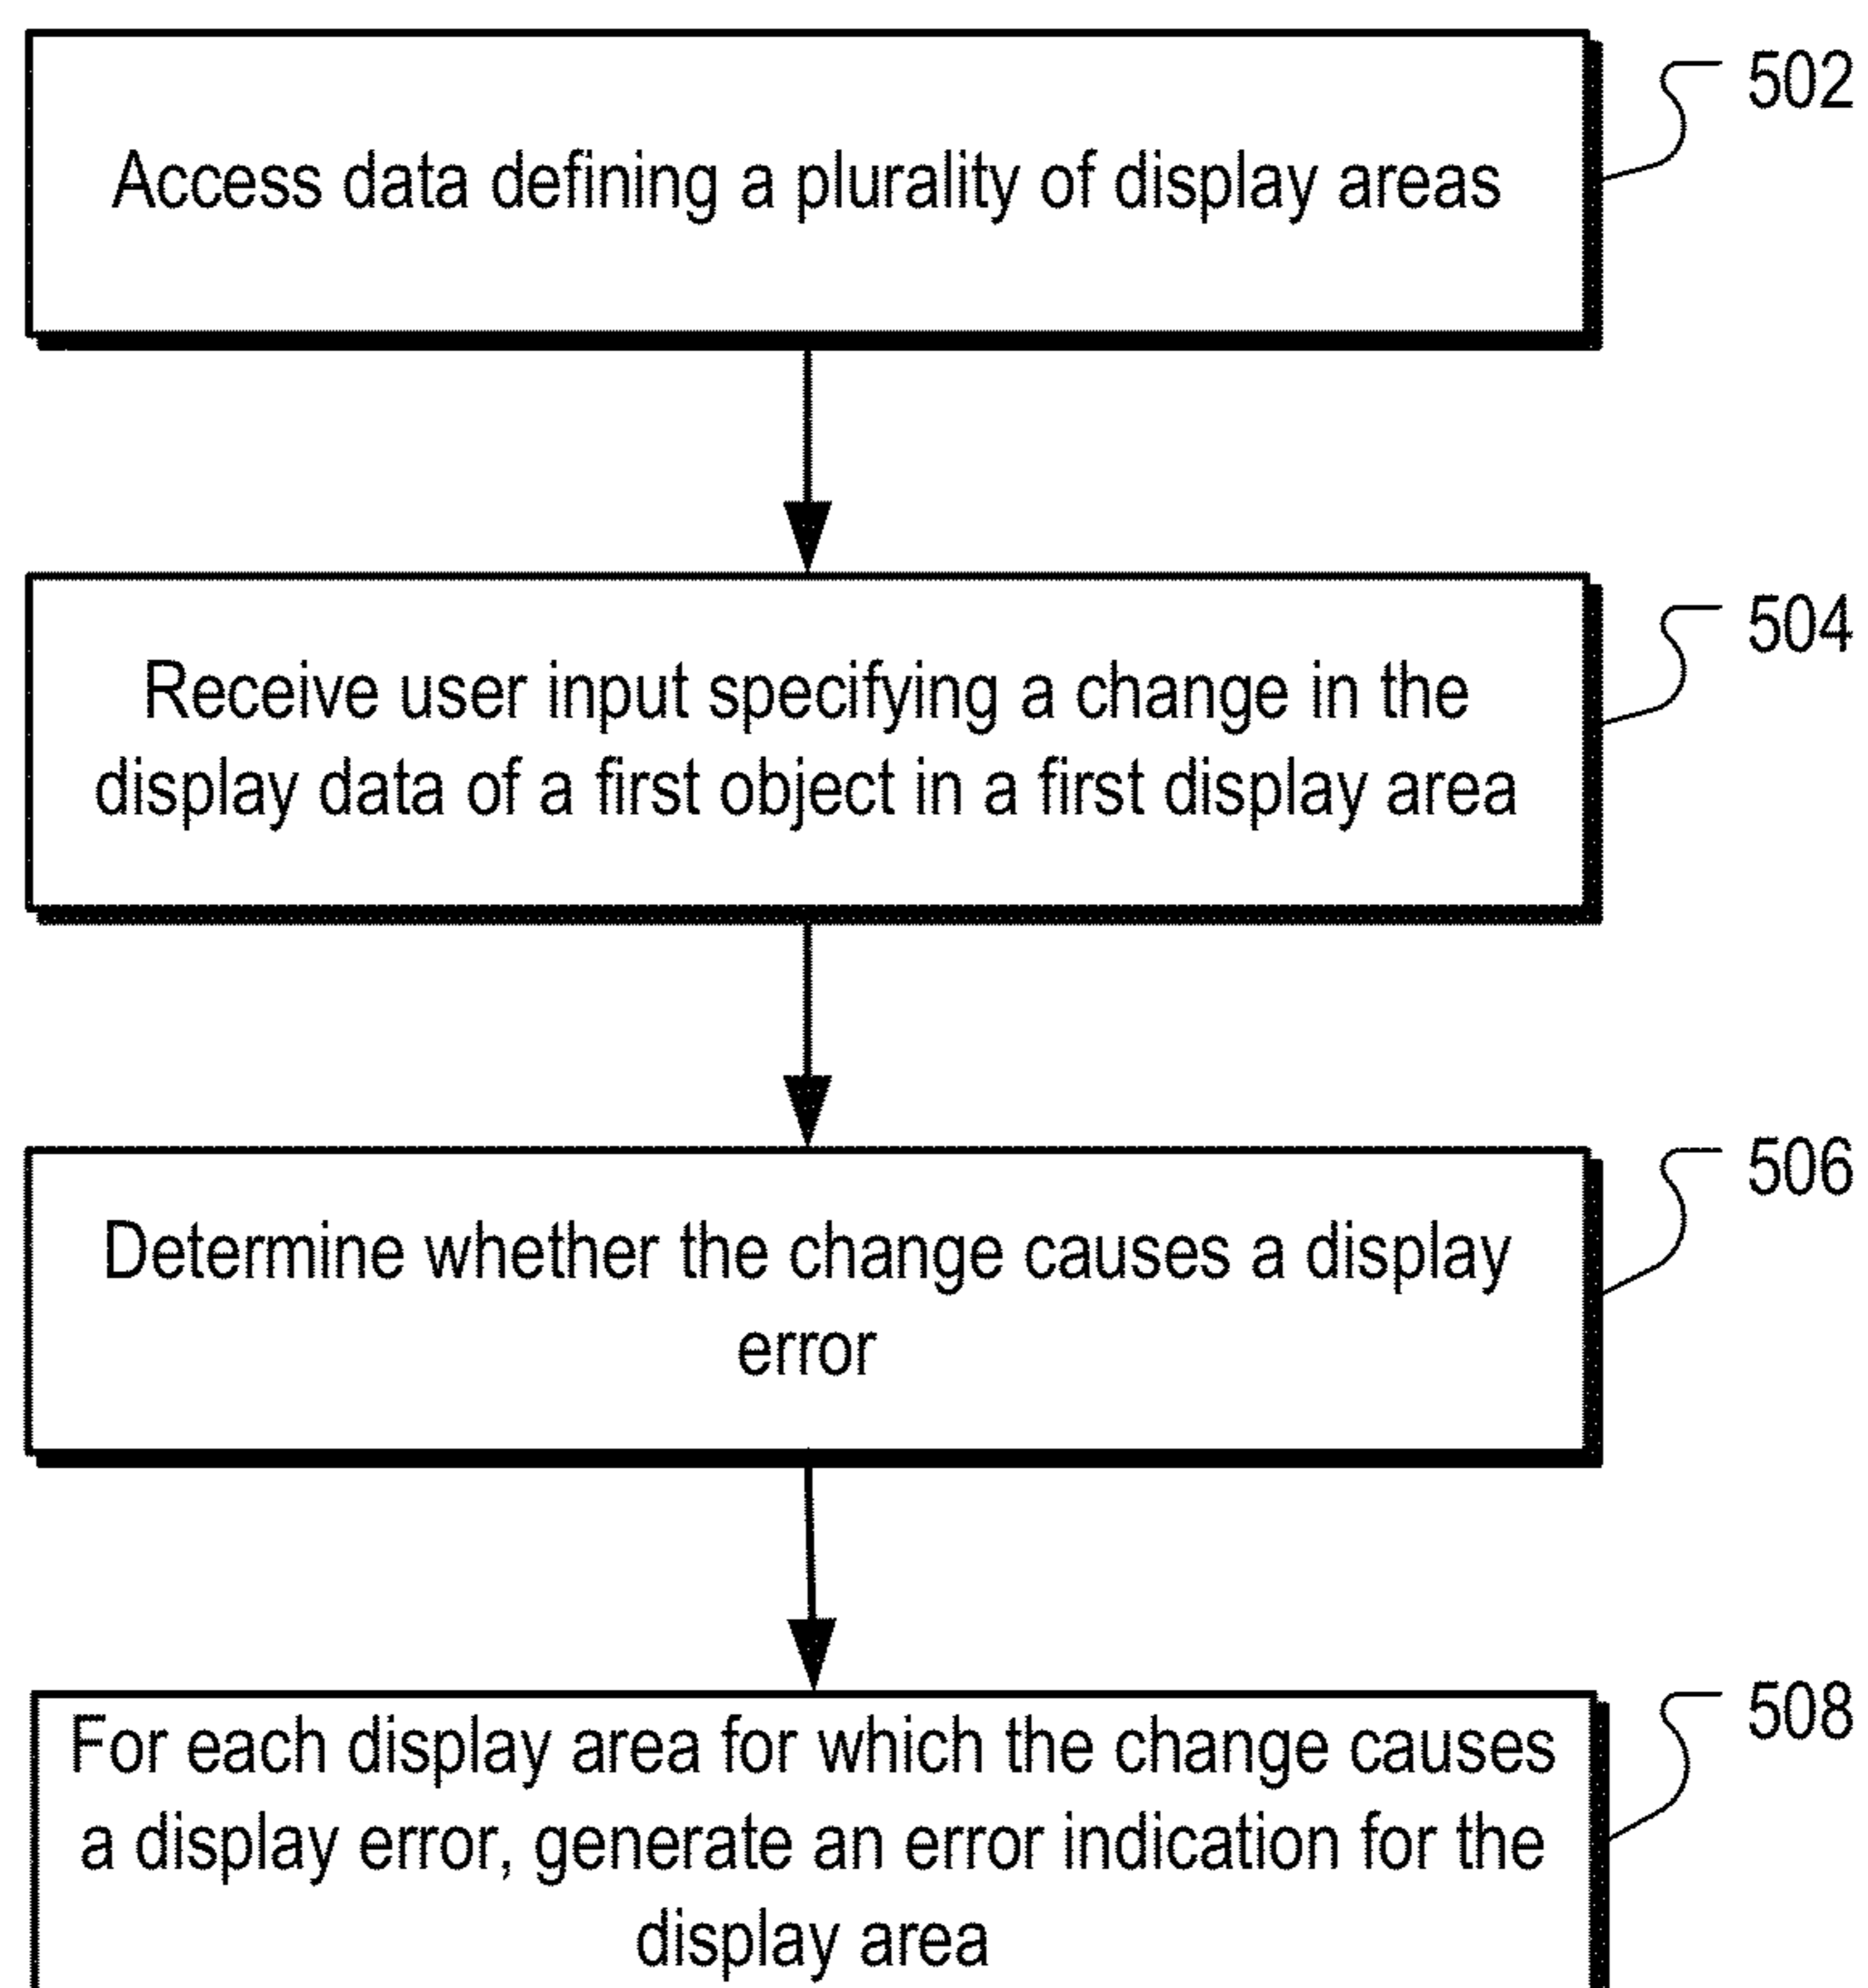 502
Access data defining a plurality of display areas
504
Receive user input specifying a change in the
display data of a first object in a first display area
506
Determine whether the change causes a display
error
508
For each display area for which the change causes
a display error, generate an error indication for the
display area